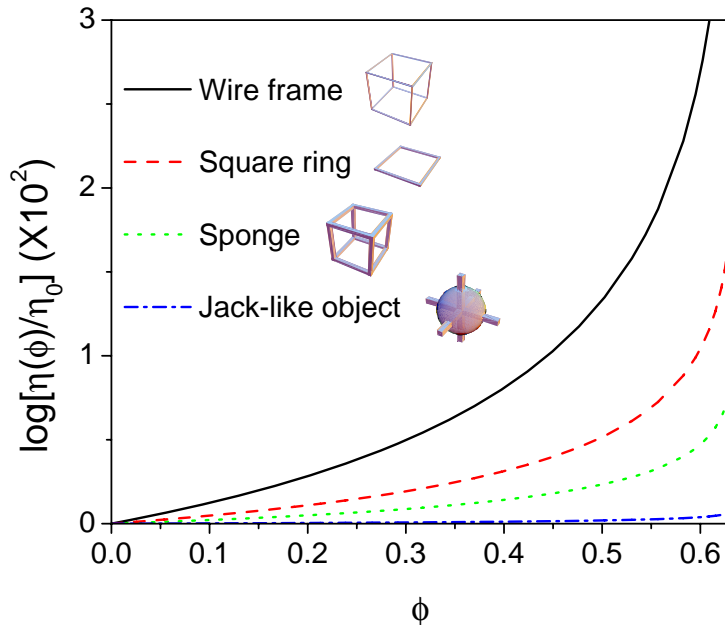 3
2
1
0
log[η(ϕ)/η₀] (X10²)
Wire frame
Square ring
Sponge
Jack-like object
0.0 0.1 0.2 0.3 0.4 0.5 0.6
ϕ